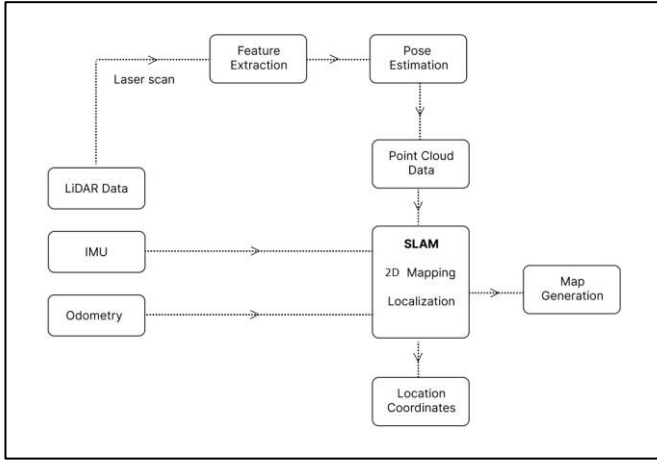 Feature
Extraction
Pose
Estimation
Laser scan
Point Cloud
Data
LiDAR Data
SLAM
2D Mapping
Localization
IMU
Map
Generation
Odometry
Location
Coordinates